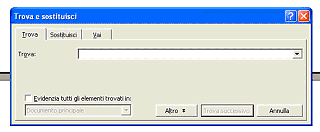 Trova e sostituisci
Trova Sostituisci Vai
Trova:
Evidenzia tutti gli elementi trovati in:
Documento principale
Altro Trova successivo Annulla